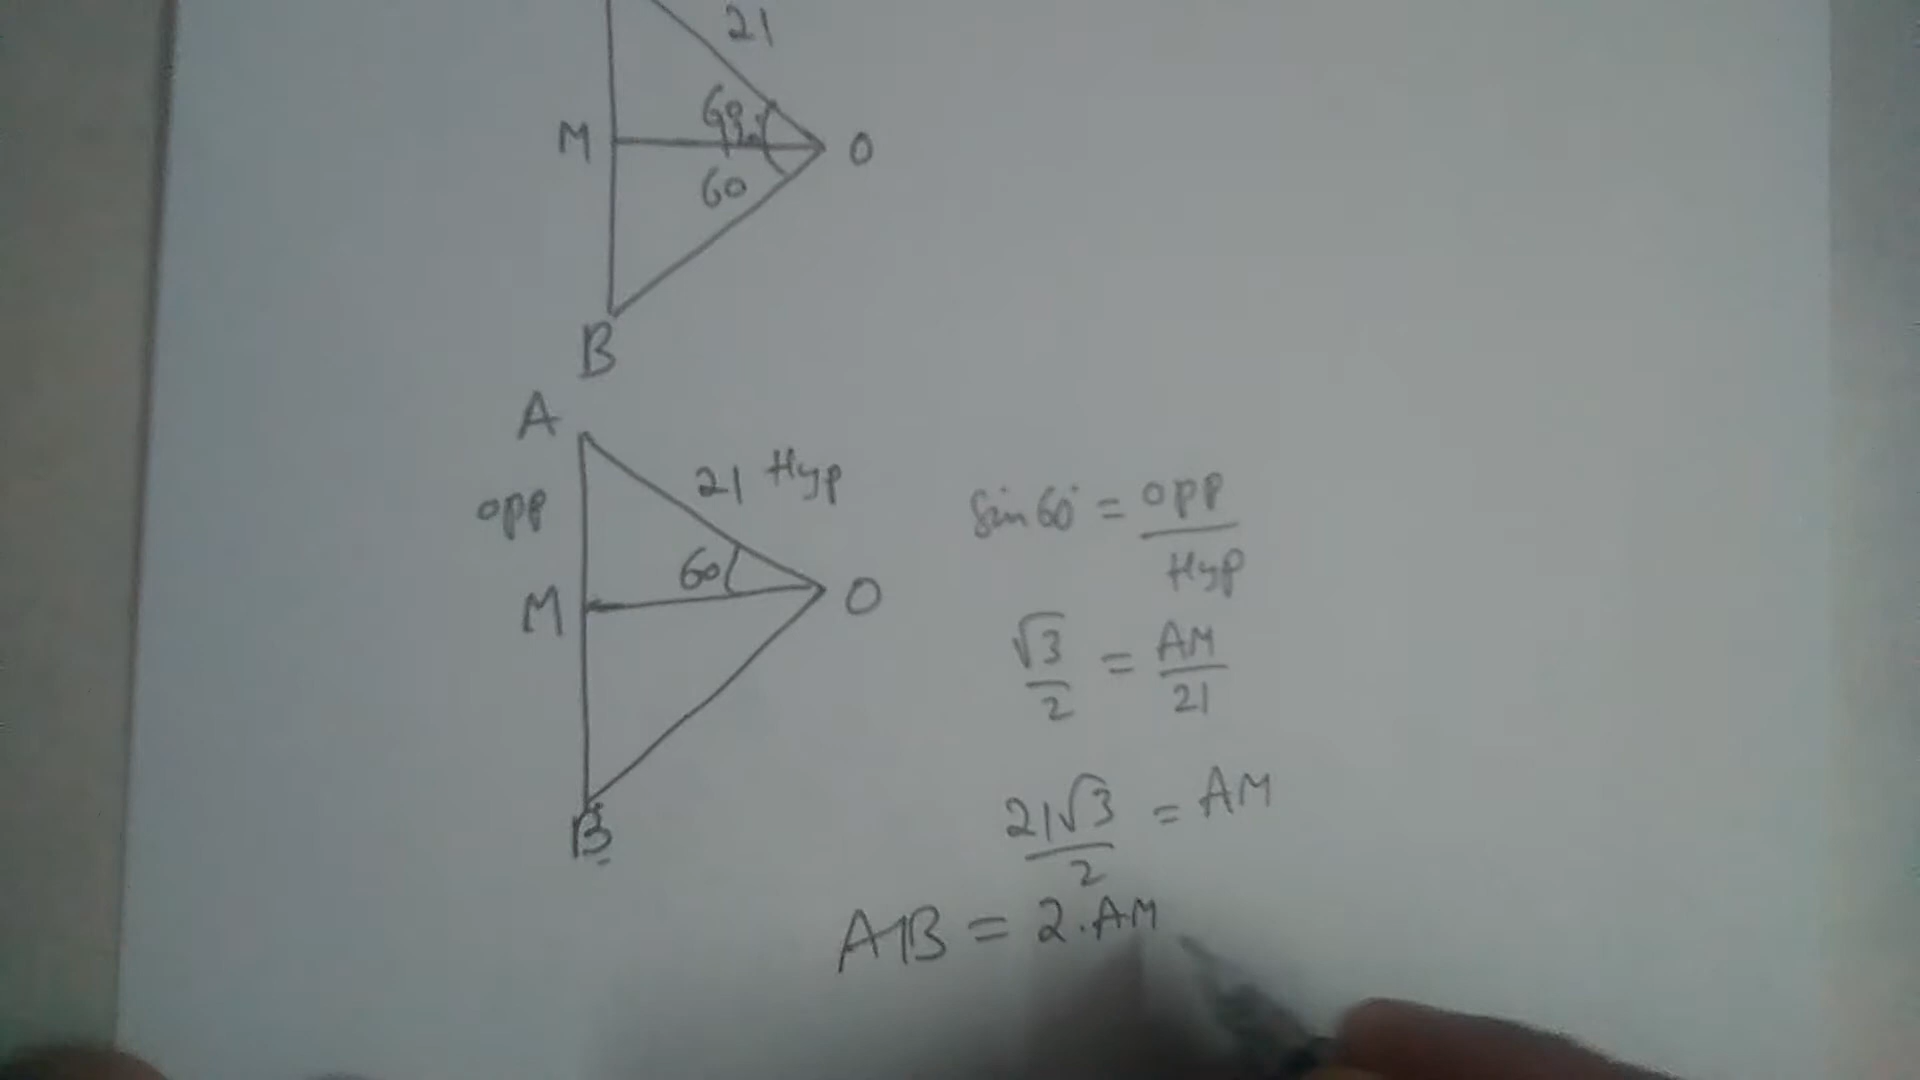 21
60
M
O
60
B
A
21 Hyp
opp
60
M
O
B
sin 60° = opp / Hyp
√3 / 2 = AM / 21
21√3 / 2 = AM
AB = 2.AM